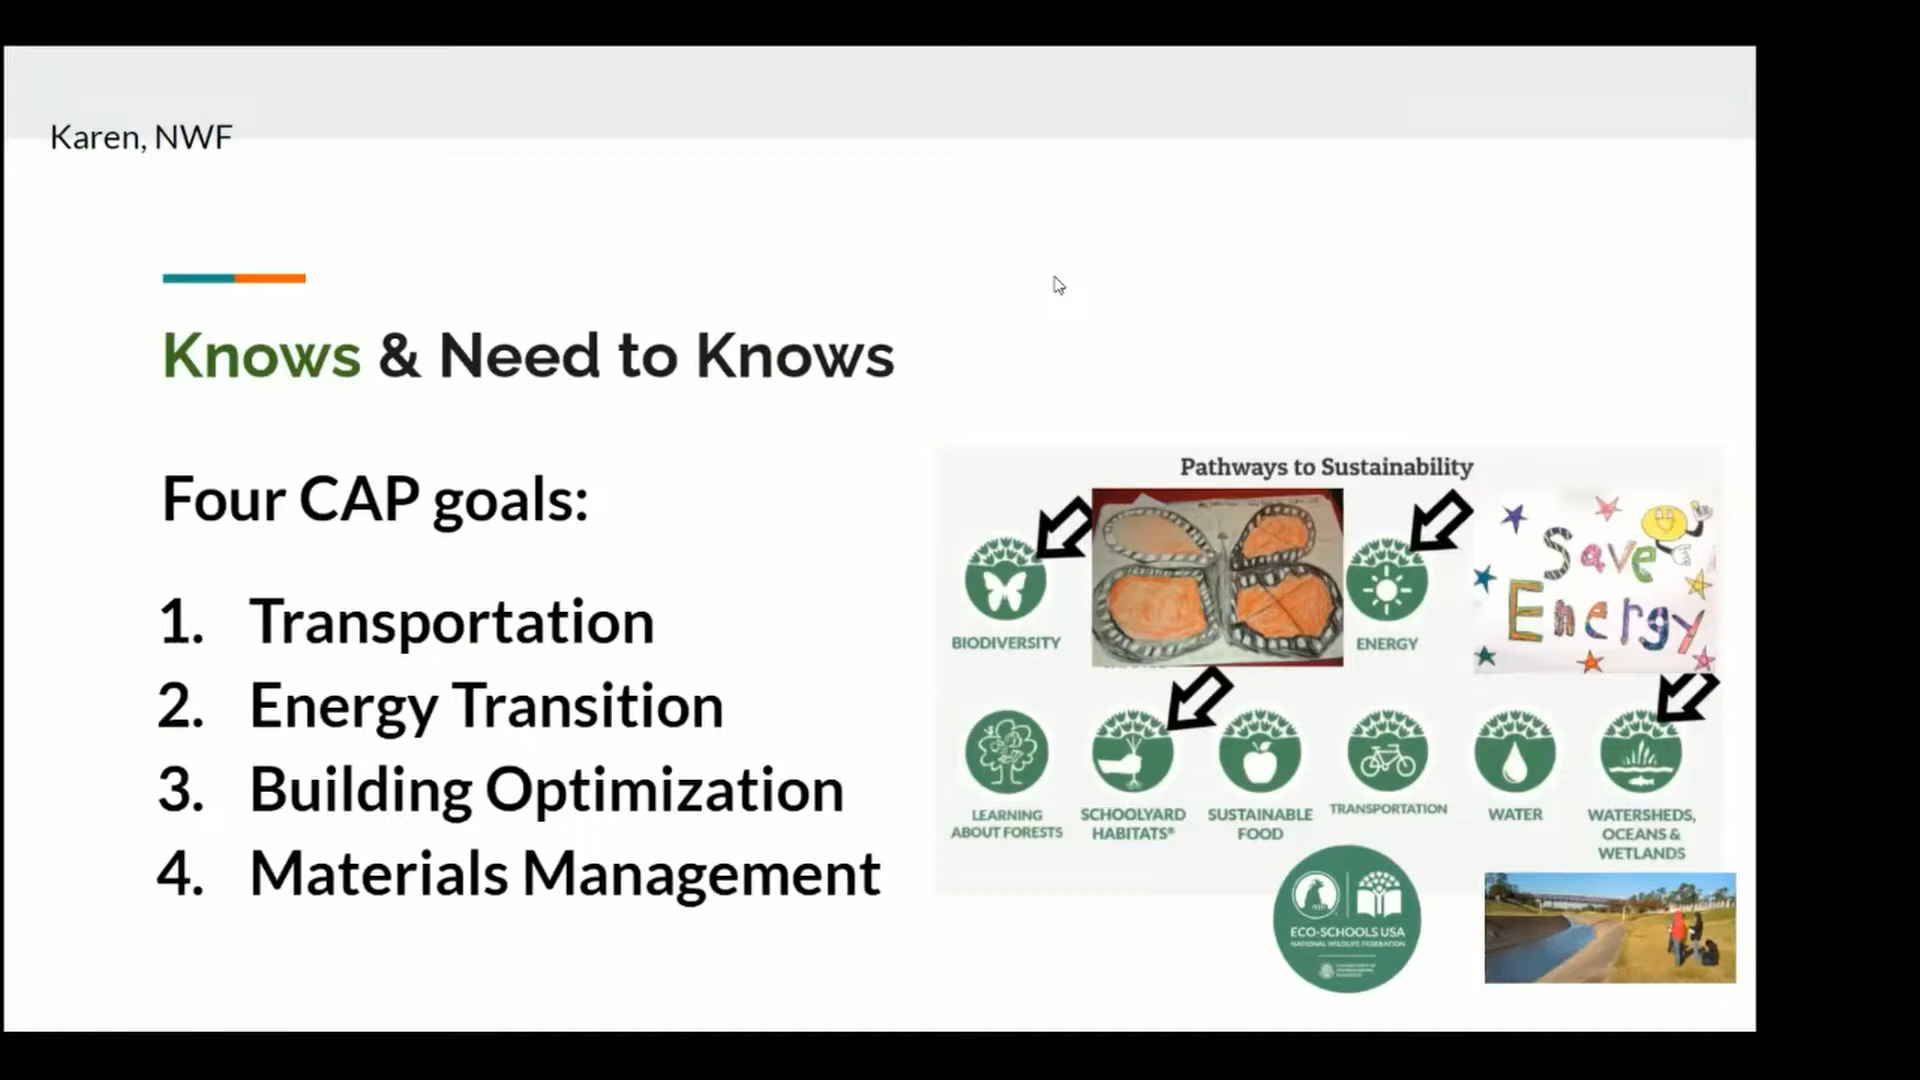 Karen, NWF
Knows & Need to Knows
Four CAP goals:
1. Transportation
2. Energy Transition
3. Building Optimization
4. Materials Management
Pathways to Sustainability
BIODIVERSITY
ENERGY
Save
Energy
LEARNING
ABOUT FORESTS
SCHOOLYARD
HABITATS®
SUSTAINABLE
FOOD
TRANSPORTATION
WATER
WATERSHEDS,
OCEANS &
WETLANDS
ECO-SCHOOLS USA
NATIONAL WILDLIFE FEDERATION